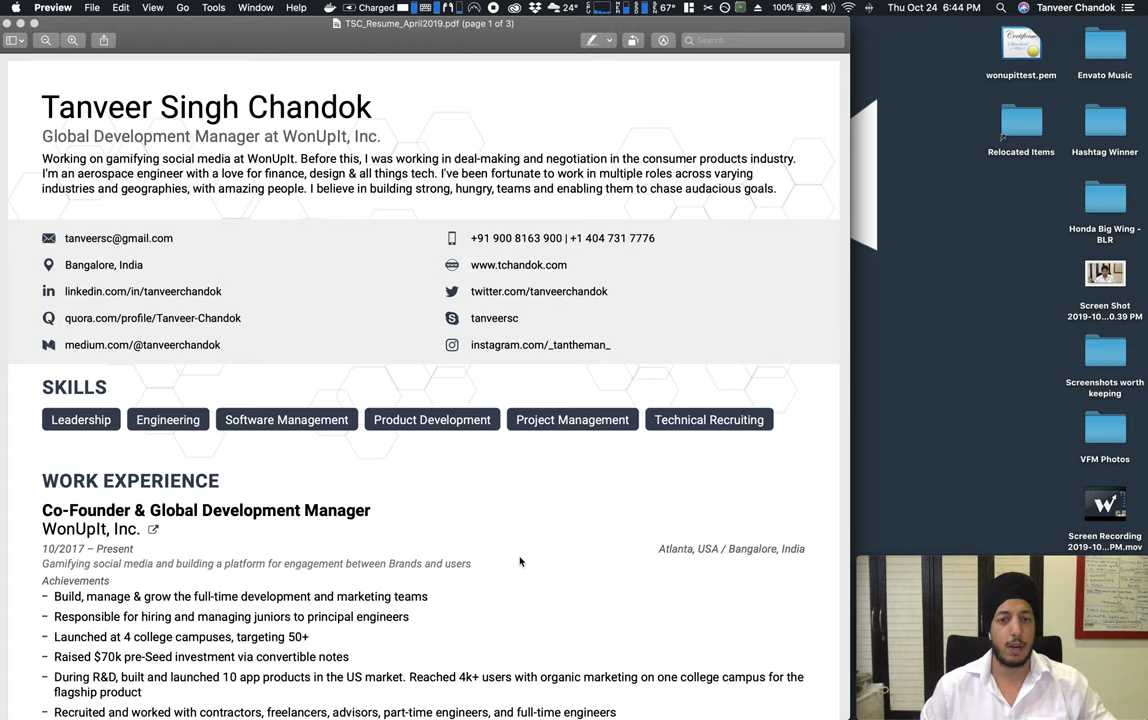 Preview File Edit View Go Tools Window Help Charged 24° 67° 100% Thu Oct 24 6:44 PM Tanveer Chandok
TSC_Resume_April2019.pdf (page 1 of 3)
Search
Tanveer Singh Chandok
Global Development Manager at WonUpIt, Inc.
Working on gamifying social media at WonUpIt. Before this, I was working in deal-making and negotiation in the consumer products industry.
I'm an aerospace engineer with a love for finance, design & all things tech. I've been fortunate to work in multiple roles across varying
industries and geographies, with amazing people. I believe in building strong, hungry, teams and enabling them to chase audacious goals.
tanveersc@gmail.com
+91 900 8163 900 | +1 404 731 7776
Bangalore, India
www.tchandok.com
linkedin.com/in/tanveerchandok
twitter.com/tanveerchandok
quora.com/profile/Tanveer-Chandok
tanveersc
medium.com/@tanveerchandok
instagram.com/_tantheman_
SKILLS
Leadership Engineering Software Management Product Development Project Management Technical Recruiting
WORK EXPERIENCE
Co-Founder & Global Development Manager
WonUpIt, Inc.
10/2017 – Present Atlanta, USA / Bangalore, India
Gamifying social media and building a platform for engagement between Brands and users
Achievements
– Build, manage & grow the full-time development and marketing teams
– Responsible for hiring and managing juniors to principal engineers
– Launched at 4 college campuses, targeting 50+
– Raised $70k pre-Seed investment via convertible notes
– During R&D, built and launched 10 app products in the US market. Reached 4k+ users with organic marketing on one college campus for the
flagship product
– Recruited and worked with contractors, freelancers, advisors, part-time engineers, and full-time engineers
wonupittest.pem
Envato Music
Relocated Items
Hashtag Winner
Honda Big Wing -
BLR
Screen Shot
2019-10...0.39 PM
Screenshots worth
keeping
VFM Photos
W
Screen Recording
2019-10...PM.mov